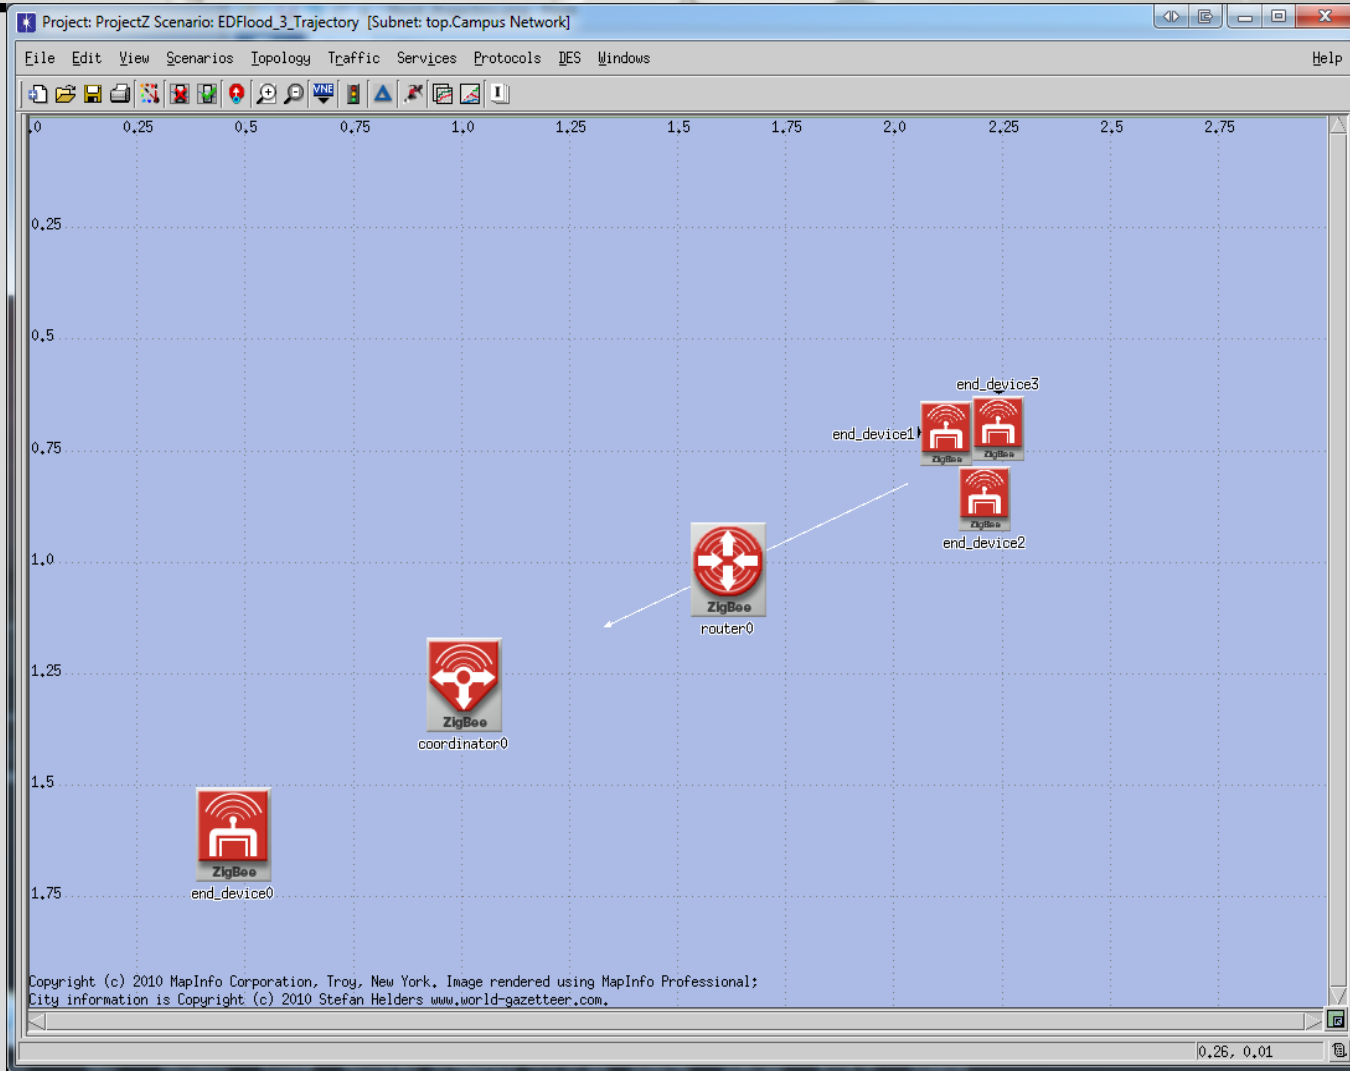 Project: ProjectZ Scenario: EDFlood_3_Trajectory [Subnet: top.Campus Network]
File Edit View Scenarios Topology Traffic Services Protocols DES Windows Help
VNE
.0 0.25 0.5 0.75 1.0 1.25 1.5 1.75 2.0 2.25 2.5 2.75
0.25
0.5
end_device3
end_device1
0.75
ZigBee
ZigBee
ZigBee
end_device2
1.0
ZigBee
router0
1.25
ZigBee
coordinator0
1.5
ZigBee
end_device0
1.75
Copyright (c) 2010 MapInfo Corporation, Troy, New York. Image rendered using MapInfo Professional;
City information is Copyright (c) 2010 Stefan Helders www.world-gazetteer.com.
0.26, 0.01